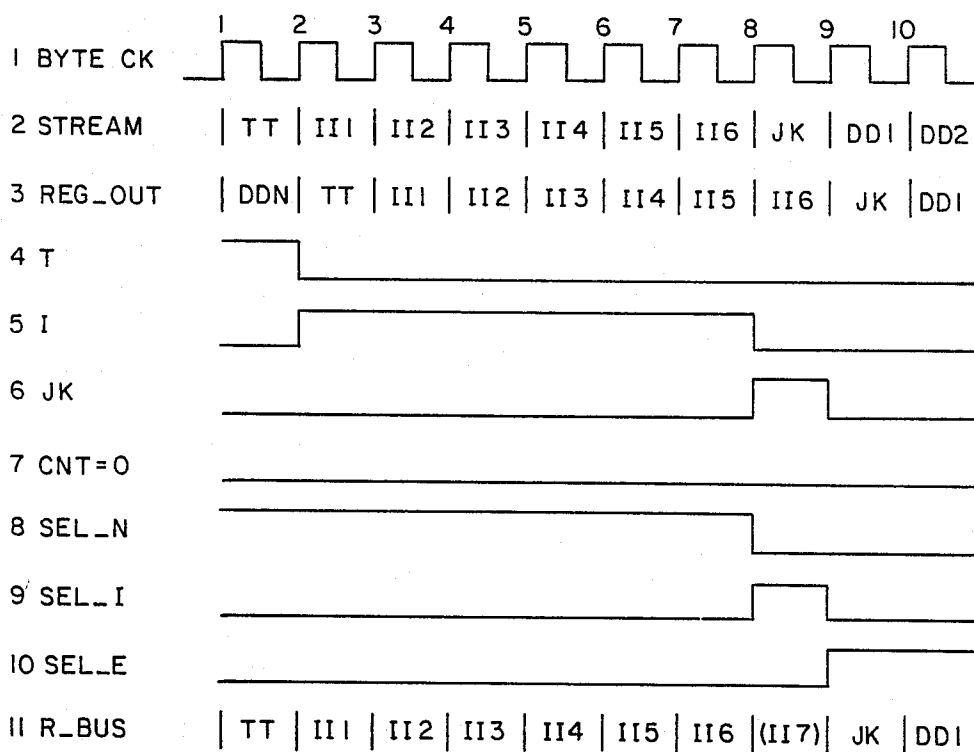 1 2 3 4 5 6 7 8 9 10
1 BYTE CK
2 STREAM | TT | II1 | II2 | II3 | II4 | II5 | II6 | JK | DD1 | DD2
3 REG_OUT | DDN | TT | II1 | II2 | II3 | II4 | II5 | II6 | JK | DD1
4 T
5 I
6 JK
7 CNT=0
8 SEL_N
9 SEL_I
10 SEL_E
11 R_BUS | TT | II1 | II2 | II3 | II4 | II5 | II6 | (II7) | JK | DD1